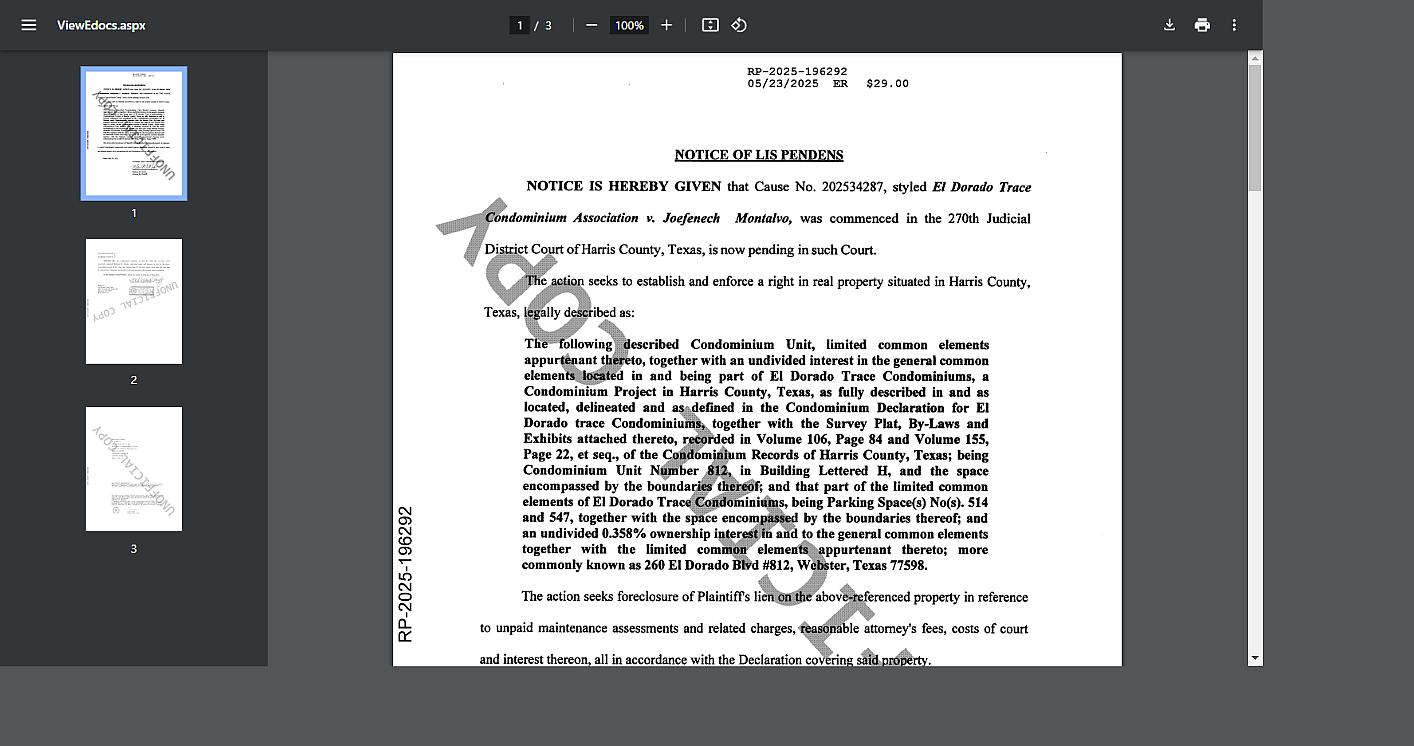 ViewEdocs.aspx
1 / 3
100%
1
2
3
RP-2025-196292
05/23/2025 ER $29.00
NOTICE OF LIS PENDENS
NOTICE IS HEREBY GIVEN that Cause No. 202534287, styled El Dorado Trace
Condominium Association v. Joefenech Montalvo, was commenced in the 270th Judicial
District Court of Harris County, Texas, is now pending in such Court.
The action seeks to establish and enforce a right in real property situated in Harris County,
Texas, legally described as:
The following described Condominium Unit, limited common elements
appurtenant thereto, together with an undivided interest in the general common
elements located in and being part of El Dorado Trace Condominiums, a
Condominium Project in Harris County, Texas, as fully described in and as
located, delineated and as defined in the Condominium Declaration for El
Dorado trace Condominiums, together with the Survey Plat, By-Laws and
Exhibits attached thereto, recorded in Volume 106, Page 84 and Volume 155,
Page 22, et seq., of the Condominium Records of Harris County, Texas; being
Condominium Unit Number 812, in Building Lettered H, and the space
encompassed by the boundaries thereof; and that part of the limited common
elements of El Dorado Trace Condominiums, being Parking Space(s) No(s). 514
and 547, together with the space encompassed by the boundaries thereof; and
an undivided 0.358% ownership interest in and to the general common elements
together with the limited common elements appurtenant thereto; more
commonly known as 260 El Dorado Blvd #812, Webster, Texas 77598.
The action seeks foreclosure of Plaintiff's lien on the above-referenced property in reference
to unpaid maintenance assessments and related charges, reasonable attorney's fees, costs of court
and interest thereon, all in accordance with the Declaration covering said property.
RP-2025-196292
COPY
UNOFFICIAL COPY
UNOFFICIAL COPY